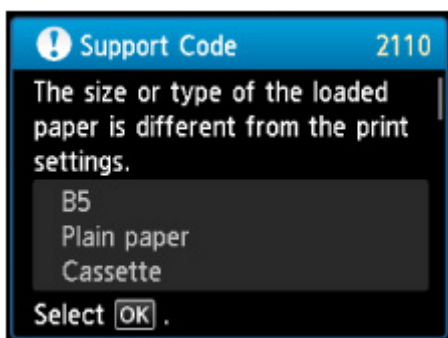 Support Code 2110
The size or type of the loaded
paper is different from the print
settings.
B5
Plain paper
Cassette
Select OK .